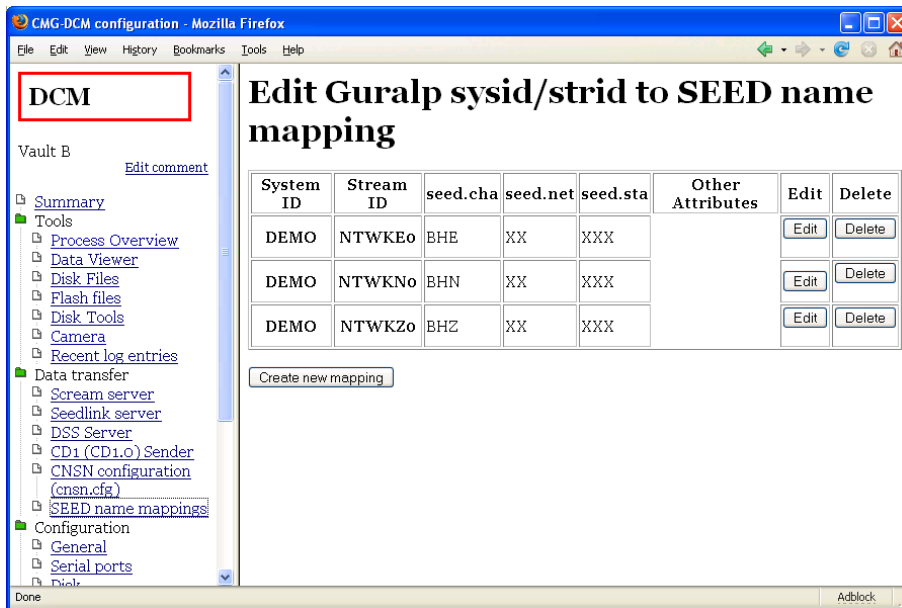 CMG-DCM configuration - Mozilla Firefox
File Edit View History Bookmarks Tools Help
DCM
Vault B
Edit comment
Summary
Tools
Process Overview
Data Viewer
Disk Files
Flash files
Disk Tools
Camera
Recent log entries
Data transfer
Scream server
Seedlink server
DSS Server
CD1 (CD1.0) Sender
CNSN configuration
(cnsn.cfg)
SEED name mappings
Configuration
General
Serial ports
Disk
Edit Guralp sysid/strid to SEED name
mapping
System ID Stream ID seed.cha seed.net seed.sta Other Attributes Edit Delete
DEMO NTWKE0 BHE XX XXX Edit Delete
DEMO NTWKN0 BHN XX XXX Edit Delete
DEMO NTWKZ0 BHZ XX XXX Edit Delete
Create new mapping
Done Adblock